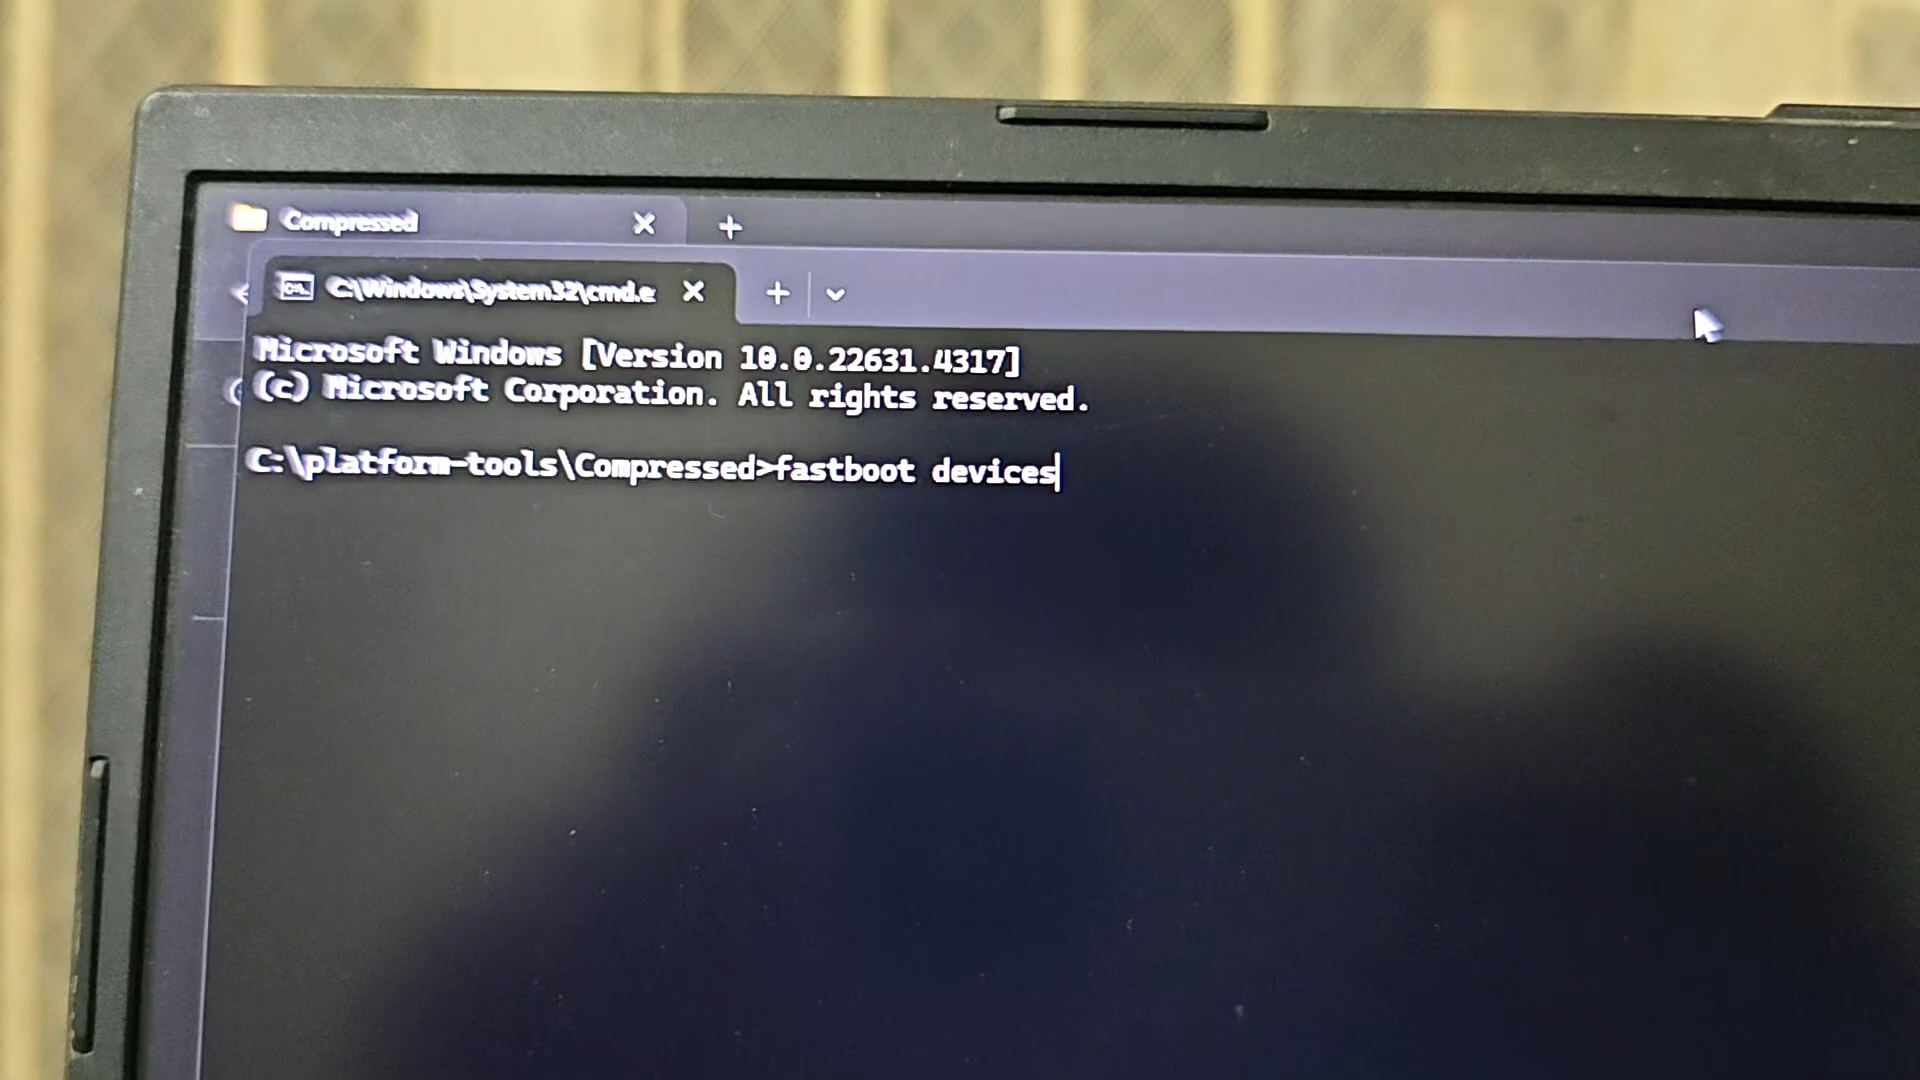 Compressed
C:\Windows\System32\cmd.e
Microsoft Windows [Version 10.0.22631.4317]
(c) Microsoft Corporation. All rights reserved.
C:\platform-tools\Compressed>fastboot devices